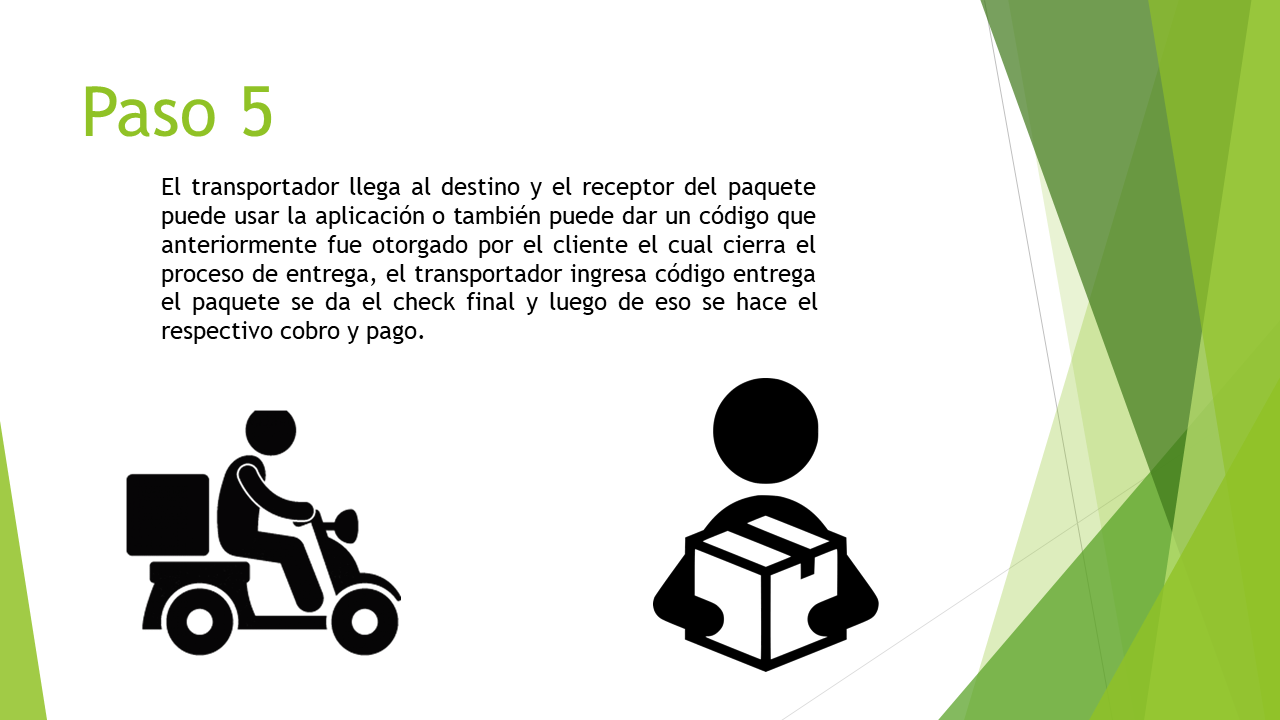 Paso 5
El transportador llega al destino y el receptor del paquete
puede usar la aplicación o también puede dar un código que
anteriormente fue otorgado por el cliente el cual cierra el
proceso de entrega, el transportador ingresa código entrega
el paquete se da el check final y luego de eso se hace el
respectivo cobro y pago.